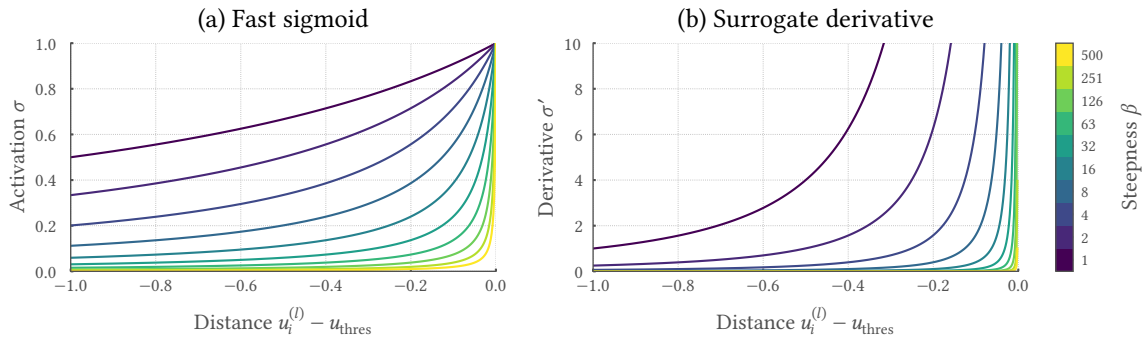 (a) Fast sigmoid
1.0
0.8
0.6
0.4
0.2
0.0
Activation σ
−1.0 −0.8 −0.6 −0.4 −0.2 0.0
Distance u_i^{(l)} − u_thres
(b) Surrogate derivative
10
8
6
4
2
0
Derivative σ′
−1.0 −0.8 −0.6 −0.4 −0.2 0.0
Distance u_i^{(l)} − u_thres
500
251
126
63
32
16
8
4
2
1
Steepness β